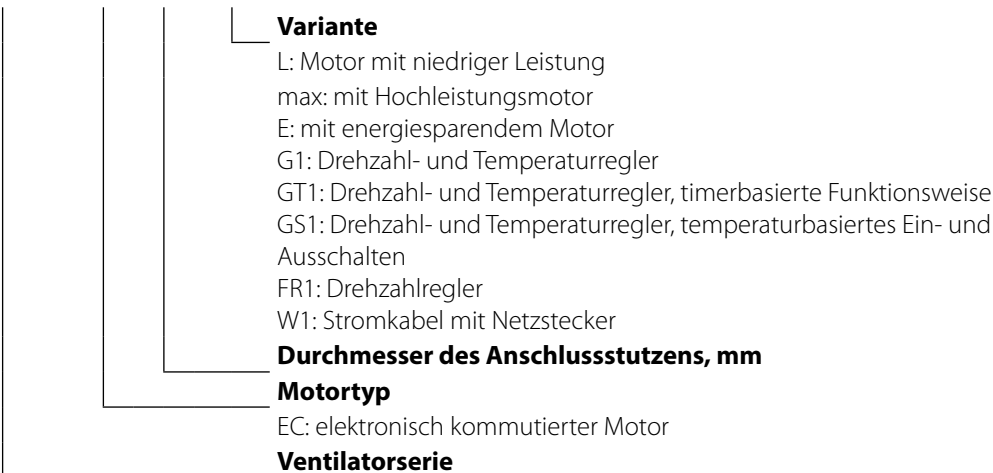 Variante
L: Motor mit niedriger Leistung
max: mit Hochleistungsmotor
E: mit energiesparendem Motor
G1: Drehzahl- und Temperaturregler
GT1: Drehzahl- und Temperaturregler, timerbasierte Funktionsweise
GS1: Drehzahl- und Temperaturregler, temperaturbasiertes Ein- und
Ausschalten
FR1: Drehzahlregler
W1: Stromkabel mit Netzstecker
Durchmesser des Anschlussstutzens, mm
Motortyp
EC: elektronisch kommutierter Motor
Ventilatorserie